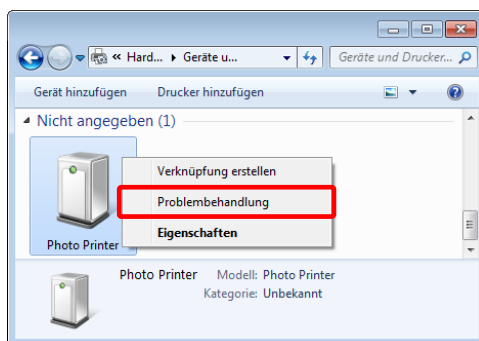 « Hard... Geräte u... Geräte und Drucker...
Gerät hinzufügen Drucker hinzufügen
Nicht angegeben (1)
Verknüpfung erstellen
Problembehandlung
Eigenschaften
Photo Printer
Photo Printer Modell: Photo Printer
Kategorie: Unbekannt